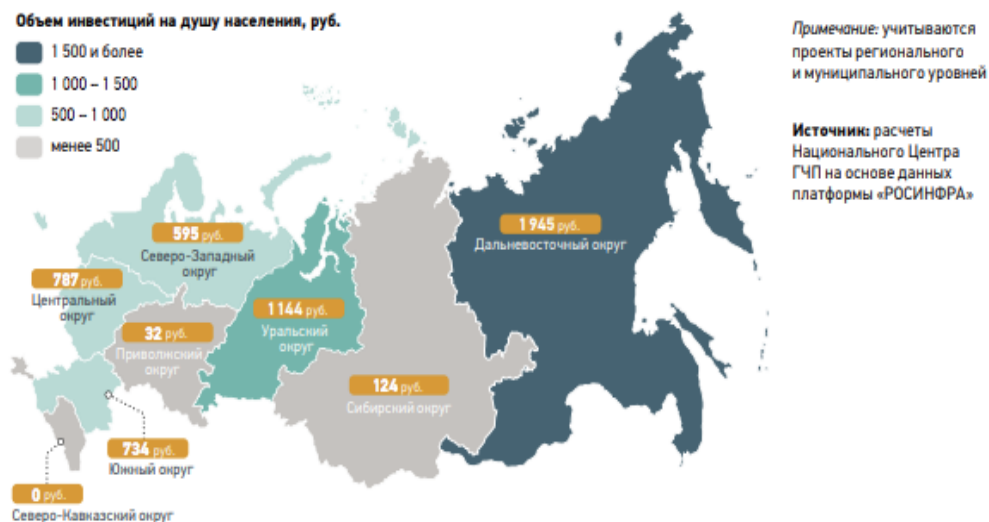 Объем инвестиций на душу населения, руб.
1 500 и более
1 000 – 1 500
500 – 1 000
менее 500
Примечание: учитываются
проекты регионального
и муниципального уровней
Источник: расчеты
Национального Центра
ГЧП на основе данных
платформы «РОСИНФРА»
595 руб.
Северо-Западный
округ
1 945 руб.
Дальневосточный округ
787 руб.
Центральный
округ
1 144 руб.
Уральский
округ
32 руб.
Приволжский
округ
124 руб.
Сибирский округ
734 руб.
Южный округ
0 руб.
Северо-Кавказский округ